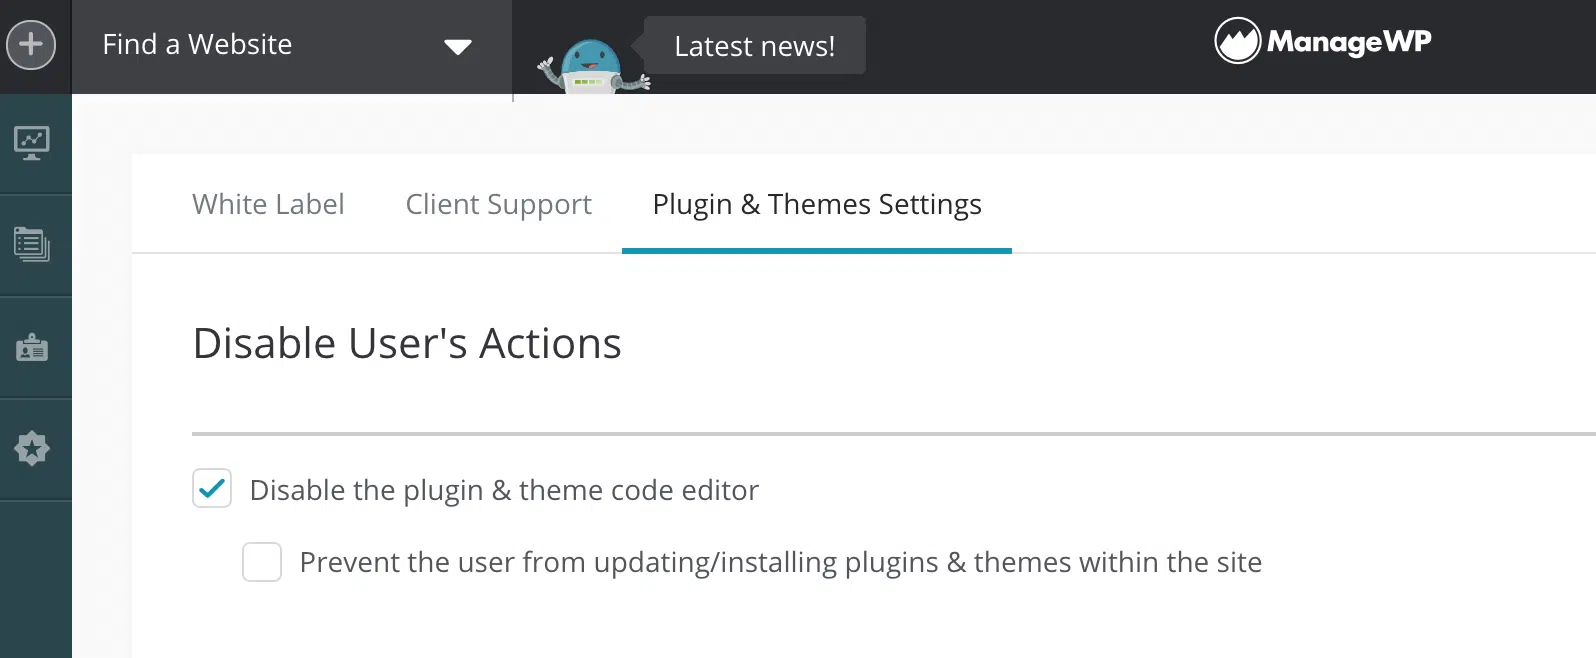 Find a Website
Latest news!
ManageWP
White Label
Client Support
Plugin & Themes Settings
Disable User's Actions
Disable the plugin & theme code editor
Prevent the user from updating/installing plugins & themes within the site